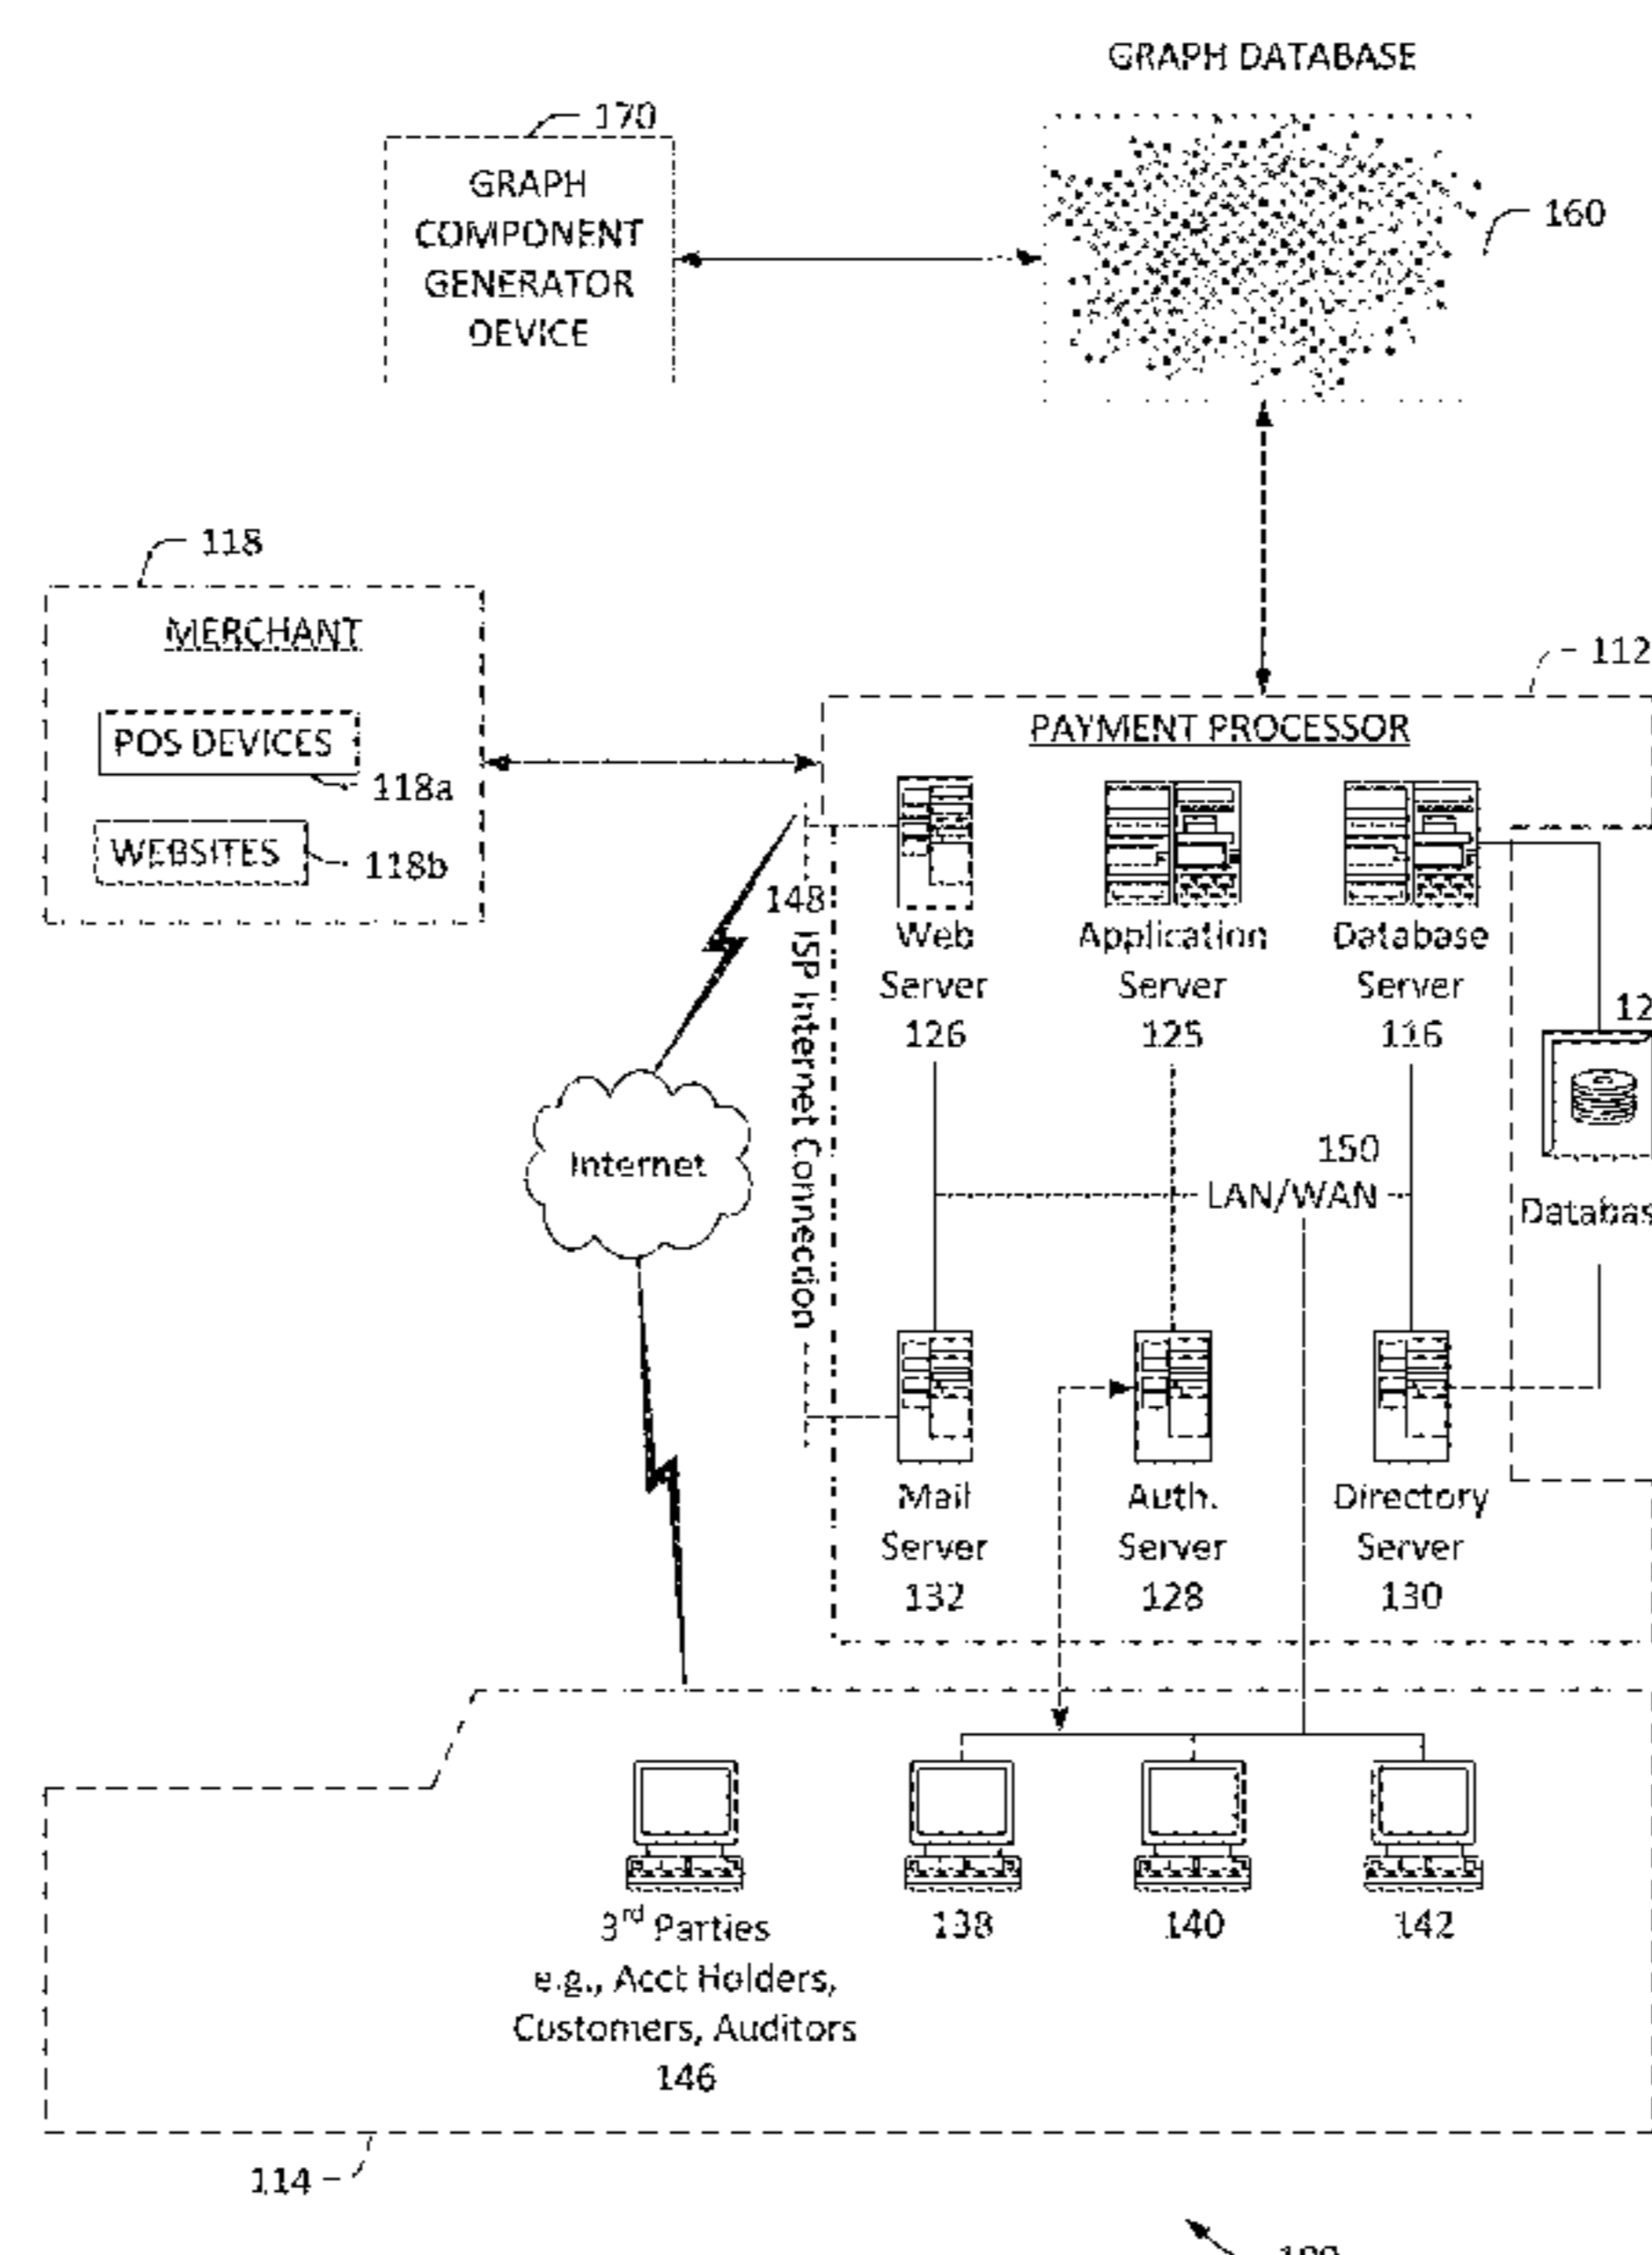 GRAPH DATABASE
170
GRAPH
COMPONENT
GENERATOR
DEVICE
160
118
MERCHANT
POS DEVICES
118a
WEBSITES
118b
112
PAYMENT PROCESSOR
148
ISP Internet Connection
Web
Server
126
Application
Server
125
Database
Server
116
12
Databas
Internet
150
LAN/WAN
Mail
Server
132
Auth.
Server
128
Directory
Server
130
3rd Parties
e.g., Acct Holders,
Customers, Auditors
146
138
140
142
114